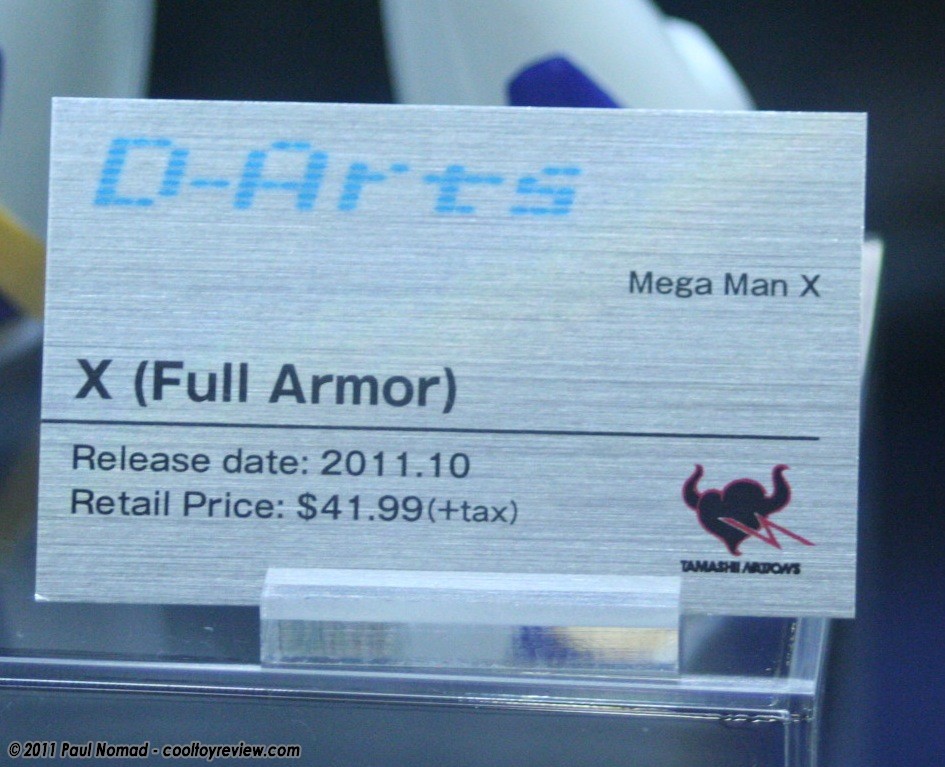 D-Arts
Mega Man X
X (Full Armor)
Release date: 2011.10
Retail Price: $41.99(+tax)
TAMASHII NATIONS
© 2011 Paul Nomad - cooltoyreview.com